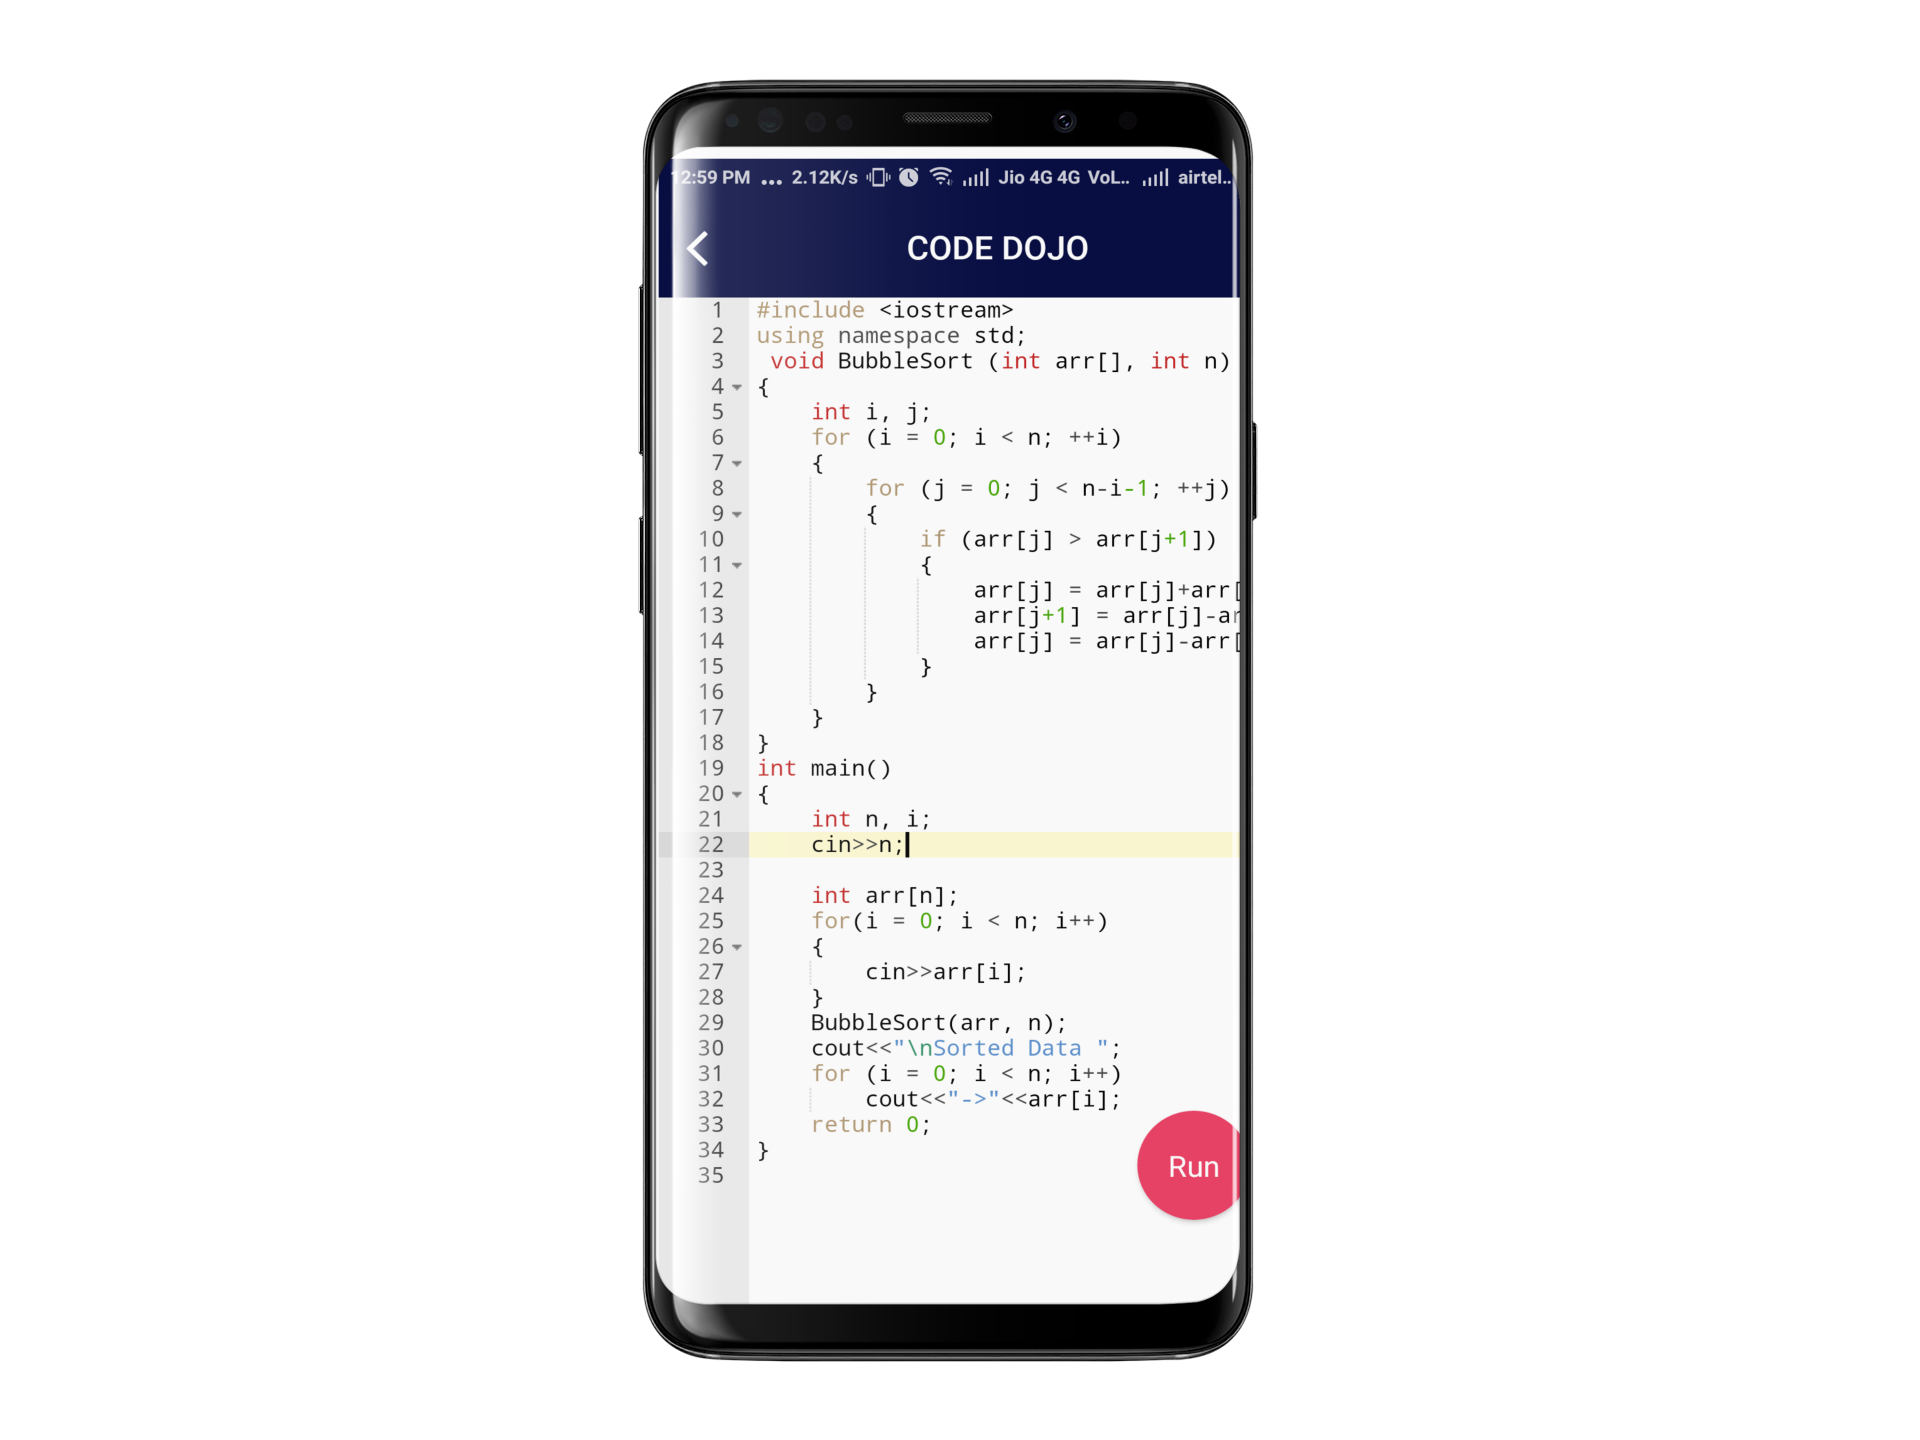 12:59 PM ... 2.12K/s Jio 4G 4G VoL.. airtel..
CODE DOJO
1 #include <iostream>
2 using namespace std;
3  void BubbleSort (int arr[], int n)
4 {
5     int i, j;
6     for (i = 0; i < n; ++i)
7     {
8         for (j = 0; j < n-i-1; ++j)
9         {
10             if (arr[j] > arr[j+1])
11             {
12                 arr[j] = arr[j]+arr[
13                 arr[j+1] = arr[j]-ar
14                 arr[j] = arr[j]-arr[
15             }
16         }
17     }
18 }
19 int main()
20 {
21     int n, i;
22     cin>>n;
23
24     int arr[n];
25     for(i = 0; i < n; i++)
26     {
27         cin>>arr[i];
28     }
29     BubbleSort(arr, n);
30     cout<<"\nSorted Data ";
31     for (i = 0; i < n; i++)
32         cout<<"->"<<arr[i];
33     return 0;
34 }
35
Run